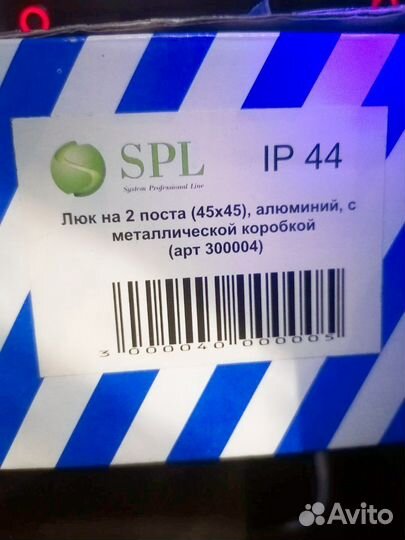 SPL
System Professional Line
IP 44
Люк на 2 поста (45x45), алюминий, с
металлической коробкой
(арт 300004)
3 000040 000005
Avito